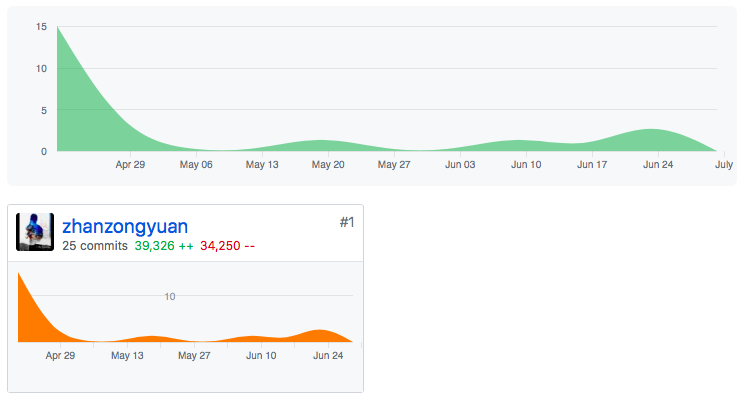 15
10
5
0
Apr 29 May 06 May 13 May 20 May 27 Jun 03 Jun 10 Jun 17 Jun 24 July
zhanzongyuan #1
25 commits 39,326 ++ 34,250 --
10
Apr 29 May 13 May 27 Jun 10 Jun 24